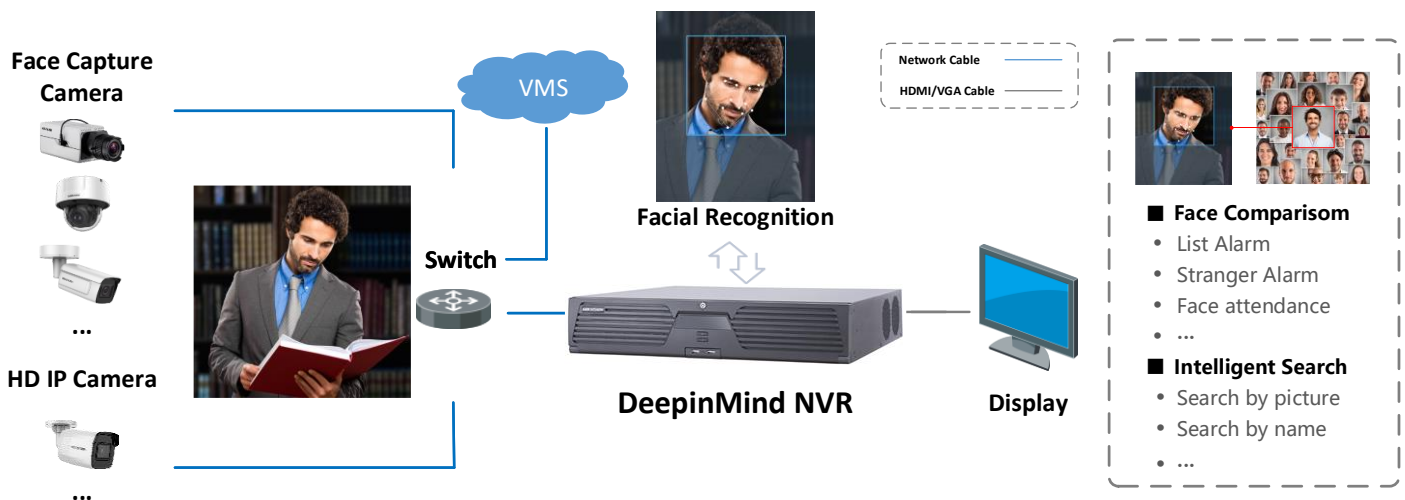 Face Capture
Camera
...
HD IP Camera
...
VMS
Switch
Facial Recognition
DeepinMind NVR
Display
Network Cable
HDMI/VGA Cable
■ Face Comparisom
• List Alarm
• Stranger Alarm
• Face attendance
• ...
■ Intelligent Search
• Search by picture
• Search by name
• ...